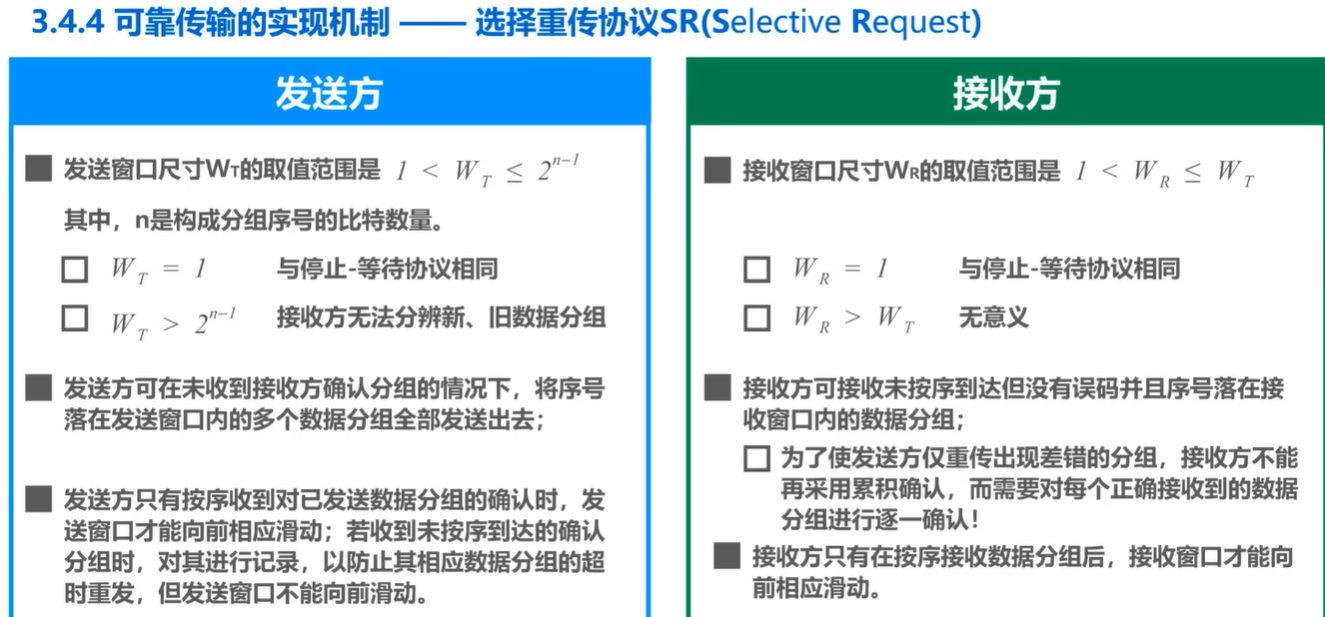 3.4.4 可靠传输的实现机制 —— 选择重传协议SR(Selective Request)
发送方
发送窗口尺寸WT的取值范围是 1 < W_T ≤ 2^{n-1}
其中，n是构成分组序号的比特数量。
W_T = 1 与停止-等待协议相同
W_T > 2^{n-1} 接收方无法分辨新、旧数据分组
发送方可在未收到接收方确认分组的情况下，将序号
落在发送窗口内的多个数据分组全部发送出去；
发送方只有按序收到对已发送数据分组的确认时，发
送窗口才能向前相应滑动；若收到未按序到达的确认
分组时，对其进行记录，以防止其相应数据分组的超
时重发，但发送窗口不能向前滑动。
接收方
接收窗口尺寸WR的取值范围是 1 < W_R ≤ W_T
W_R = 1 与停止-等待协议相同
W_R > W_T 无意义
接收方可接收未按序到达但没有误码并且序号落在接
收窗口内的数据分组；
为了使发送方仅重传出现差错的分组，接收方不能
再采用累积确认，而需要对每个正确接收到的数据
分组进行逐一确认！
接收方只有在按序接收数据分组后，接收窗口才能向
前相应滑动。